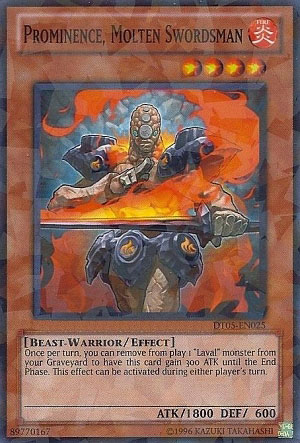 PROMINENCE, MOLTEN SWORDSMAN
FIRE
炎
DT05-EN025
[BEAST-WARRIOR/EFFECT]
Once per turn, you can remove from play 1 "Laval" monster from
your Graveyard to have this card gain 300 ATK until the End
Phase. This effect can be activated during either player's turn.
ATK/1800 DEF/ 600
89770167
©1996 KAZUKI TAKAHASHI